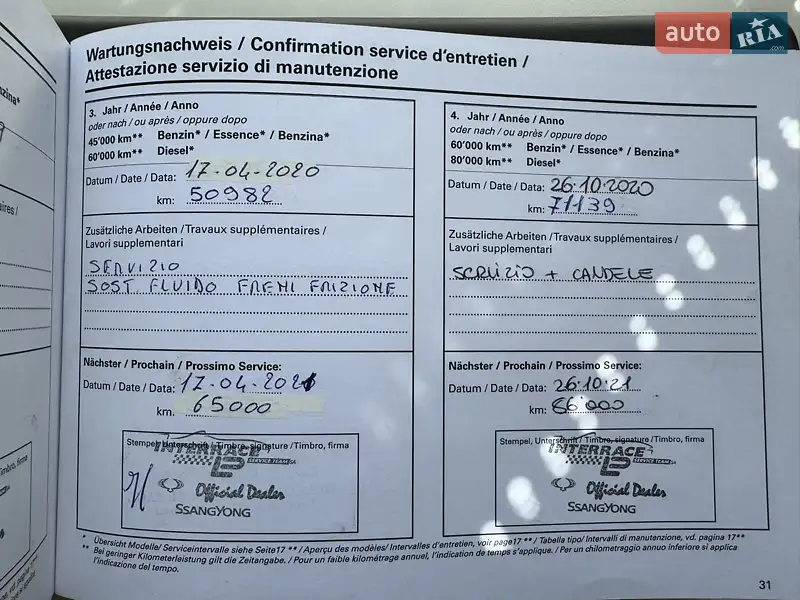 auto RIA .com
Wartungsnachweis / Confirmation service d'entretien /
Attestazione servizio di manutenzione
3. Jahr / Année / Anno
oder nach / ou après / oppure dopo
45'000 km** Benzin* / Essence* / Benzina*
60'000 km** Diesel*
Datum / Date / Data: 17-04-2020
km: 50982
Zusätzliche Arbeiten / Travaux supplémentaires /
Lavori supplementari
SERVIZIO
SOST FLUIDO FRENI FRIZIONE
Nächster / Prochain / Prossimo Service:
Datum / Date / Data: 17-04-2021
km: 65000
Stempel, Unterschrift / Timbre, signature / Timbro, firma
INTERRACE
SERVICE TEAM SA
Official Dealer
SSANGYONG
4. Jahr / Année / Anno
oder nach / ou après / oppure dopo
60'000 km** Benzin* / Essence* / Benzina*
80'000 km** Diesel*
Datum / Date / Data: 26.10.2020
km: 71139
Zusätzliche Arbeiten / Travaux supplémentaires /
Lavori supplementari
SERVIZIO + CANDELE
Nächster / Prochain / Prossimo Service:
Datum / Date / Data: 26.10.21
km: 86'000
Stempel, Unterschrift / Timbre, signature / Timbro, firma
INTERRACE
SERVICE TEAM SA
Official Dealer
SSANGYONG
* Übersicht Modelle/ Serviceintervalle siehe Seite17 ** / Aperçu des modèles/ Intervalles d'entretien, voir page17 ** / Tabella tipo/ Intervalli di manutenzione, vd. pagina 17**
** Bei geringer Kilometerleistung gilt die Zeitangabe. / Pour un faible kilométrage annuel, l'indication de temps s'applique. / Per un chilometraggio annuo inferiore si applica
l'indicazione del tempo.
31